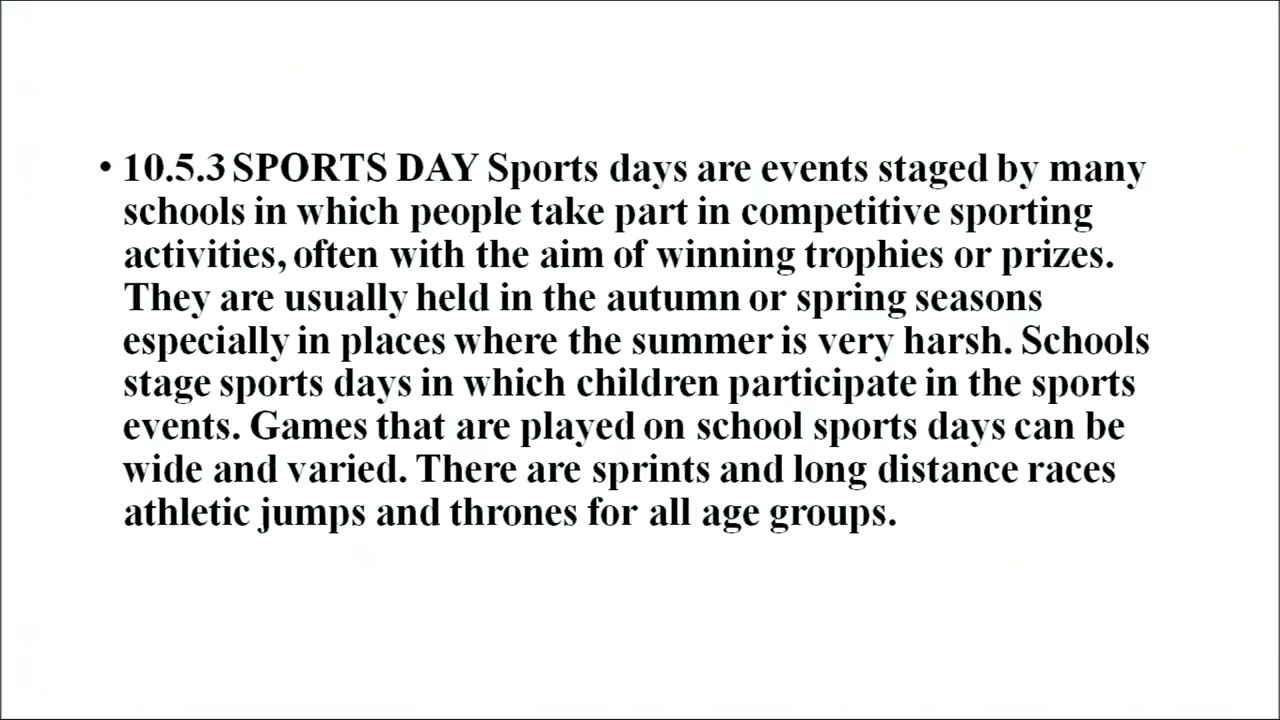 • 10.5.3 SPORTS DAY Sports days are events staged by many
schools in which people take part in competitive sporting
activities, often with the aim of winning trophies or prizes.
They are usually held in the autumn or spring seasons
especially in places where the summer is very harsh. Schools
stage sports days in which children participate in the sports
events. Games that are played on school sports days can be
wide and varied. There are sprints and long distance races
athletic jumps and thrones for all age groups.